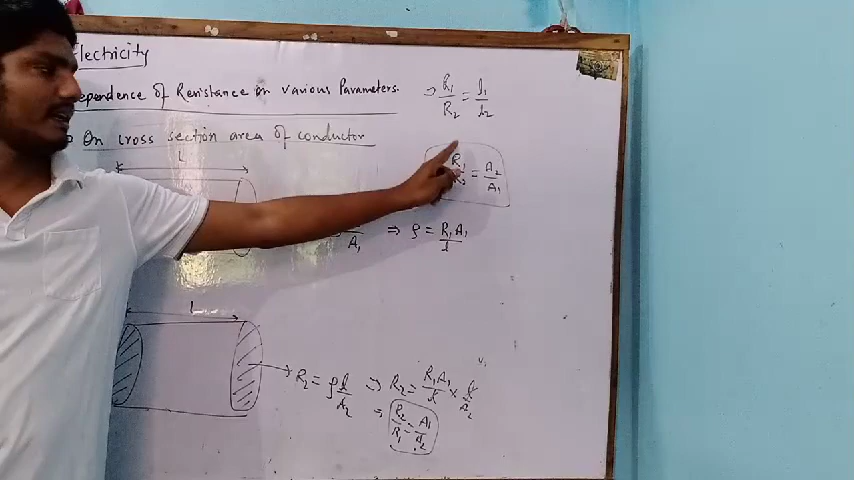 lectricity
ependence of Resistance on Various Parameters.
On cross section area of conductor
⇒ R₁/R₂ = l₁/l₂
L
R₁/R₂ = A₂/A₁
A₁ ⇒ ρ = R₁A₁/l
L
R₂ = ρ l/A₂ ⇒ R₂ = R₁A₁/l × l/A₂
⇒ R₂/R₁ = A₁/A₂